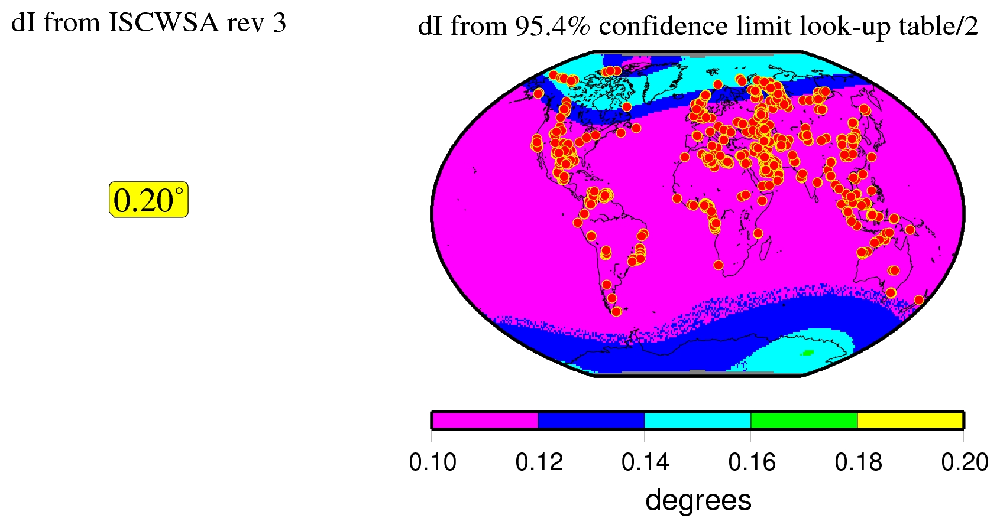 dI from ISCWSA rev 3
dI from 95.4% confidence limit look-up table/2
0.20°
0.10 0.12 0.14 0.16 0.18 0.20
degrees